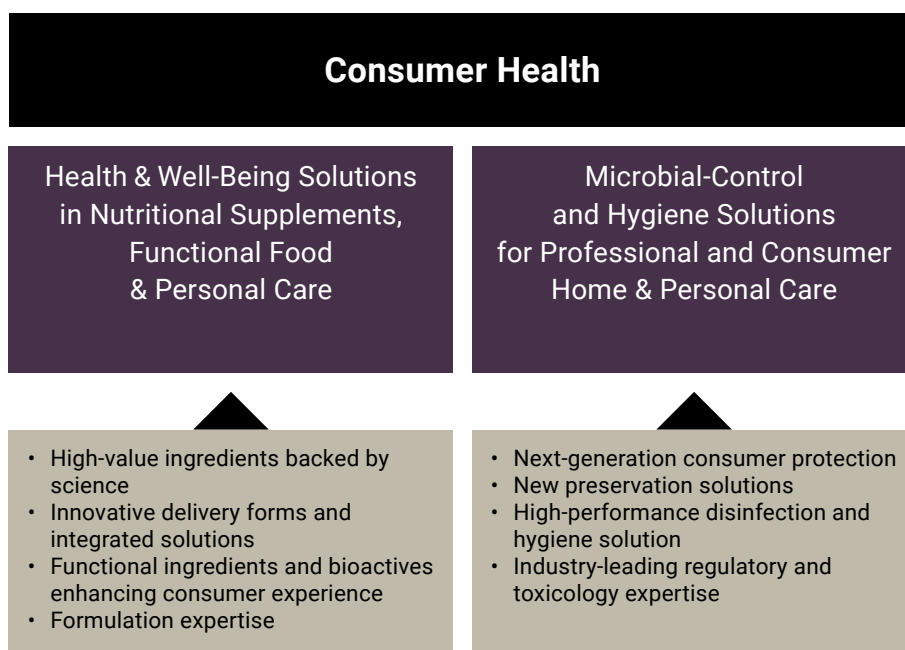 Consumer Health
Health & Well-Being Solutions
in Nutritional Supplements,
Functional Food
& Personal Care
Microbial-Control
and Hygiene Solutions
for Professional and Consumer
Home & Personal Care
• High-value ingredients backed by
science
• Innovative delivery forms and
integrated solutions
• Functional ingredients and bioactives
enhancing consumer experience
• Formulation expertise
• Next-generation consumer protection
• New preservation solutions
• High-performance disinfection and
hygiene solution
• Industry-leading regulatory and
toxicology expertise